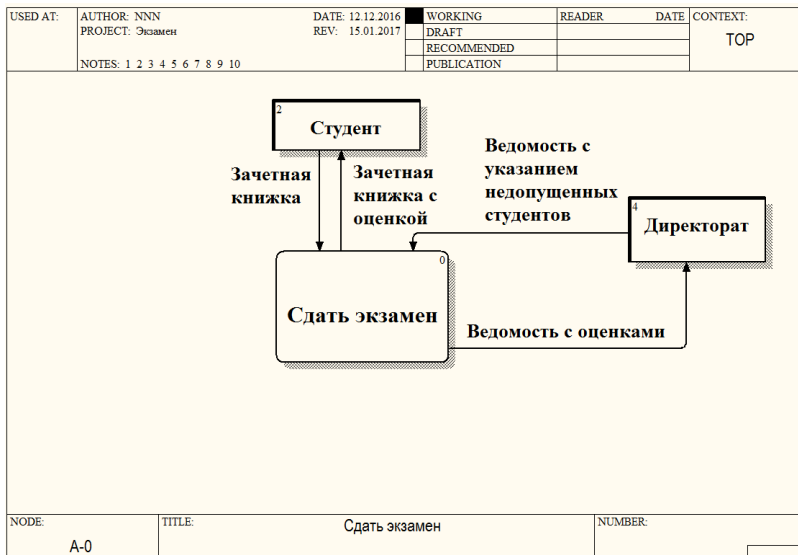 USED AT:
AUTHOR: NNN
DATE: 12.12.2016
WORKING
READER
DATE
CONTEXT:
PROJECT: Экзамен
REV: 15.01.2017
DRAFT
TOP
RECOMMENDED
NOTES: 1 2 3 4 5 6 7 8 9 10
PUBLICATION
2
Студент
Зачетная
книжка
Зачетная
книжка с
оценкой
Ведомость с
указанием
недопущенных
студентов
4
Директорат
0
Сдать экзамен
Ведомость с оценками
NODE:
A-0
TITLE:
Сдать экзамен
NUMBER: